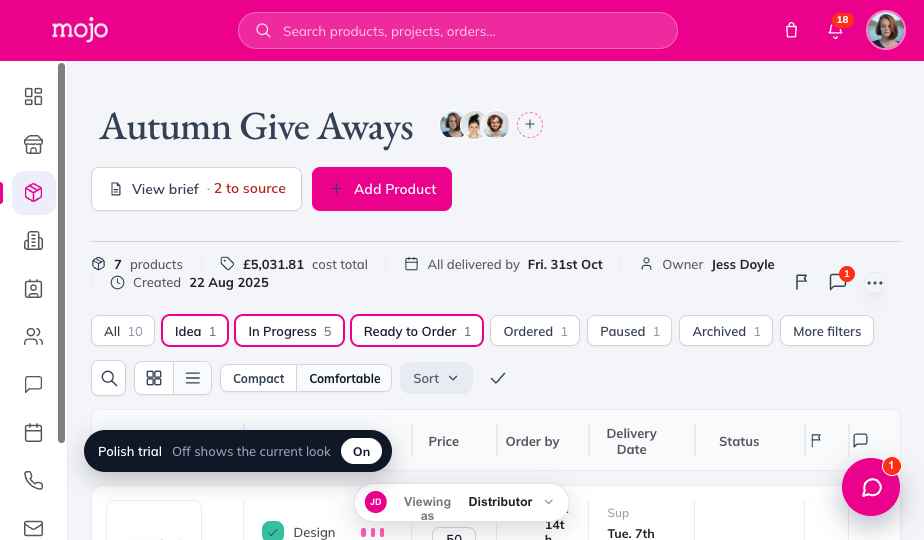 mojo
Search products, projects, orders...
18
Autumn Give Aways
View brief · 2 to source
Add Product
7 products
£5,031.81 cost total
All delivered by Fri. 31st Oct
Owner Jess Doyle
Created 22 Aug 2025
1
All 10
Idea 1
In Progress 5
Ready to Order 1
Ordered 1
Paused 1
Archived 1
More filters
Compact
Comfortable
Sort
Price
Order by
Delivery
Date
Status
Polish trial Off shows the current look On
1
JD
Viewing
as
Distributor
Design
50
14t
h
Sup
Tue. 7th